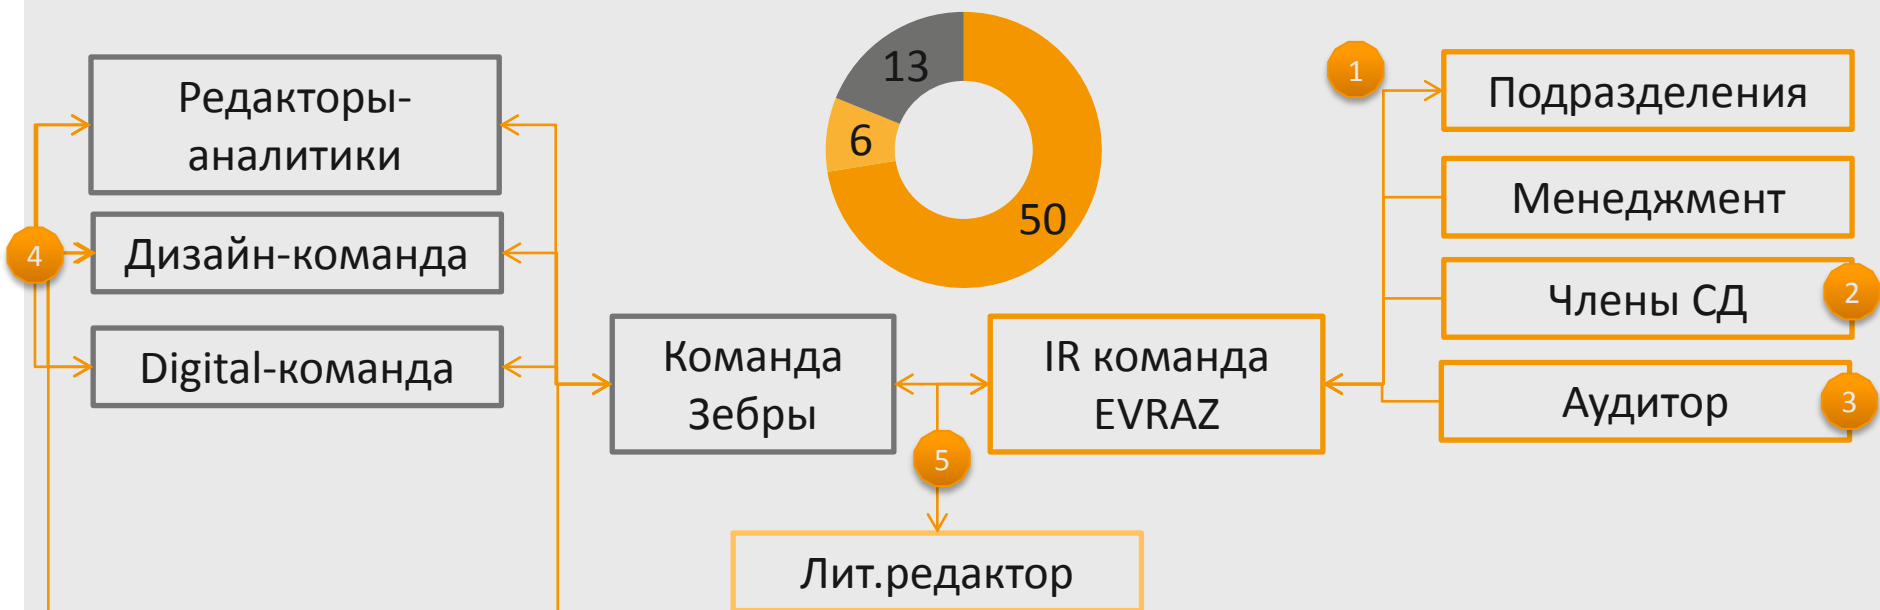 13
6
50
1
Подразделения
Менеджмент
Члены СД
2
Аудитор
3
Редакторы-
аналитики
Дизайн-команда
4
Digital-команда
Команда
Зебры
IR команда
EVRAZ
5
Лит.редактор